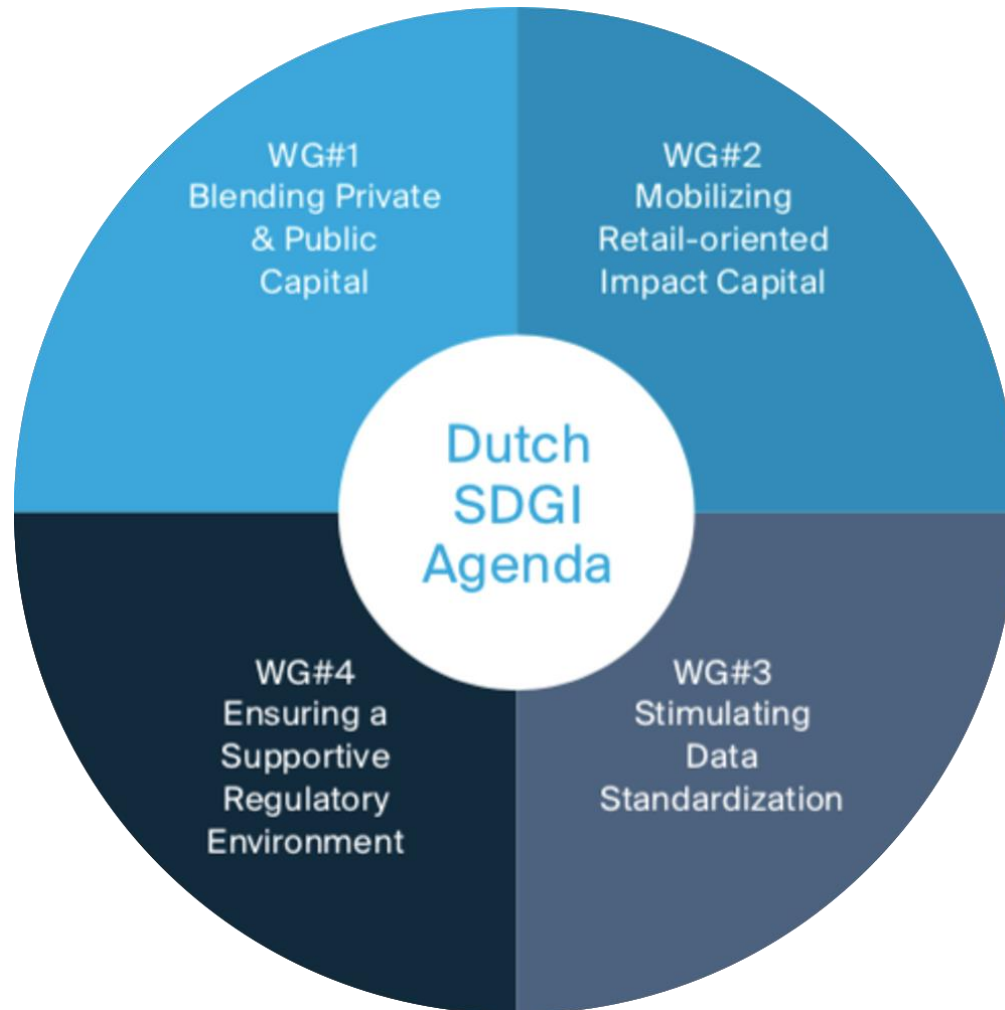 WG#1
Blending Private
& Public
Capital
WG#2
Mobilizing
Retail-oriented
Impact Capital
Dutch
SDGI
Agenda
WG#4
Ensuring a
Supportive
Regulatory
Environment
WG#3
Stimulating
Data
Standardization